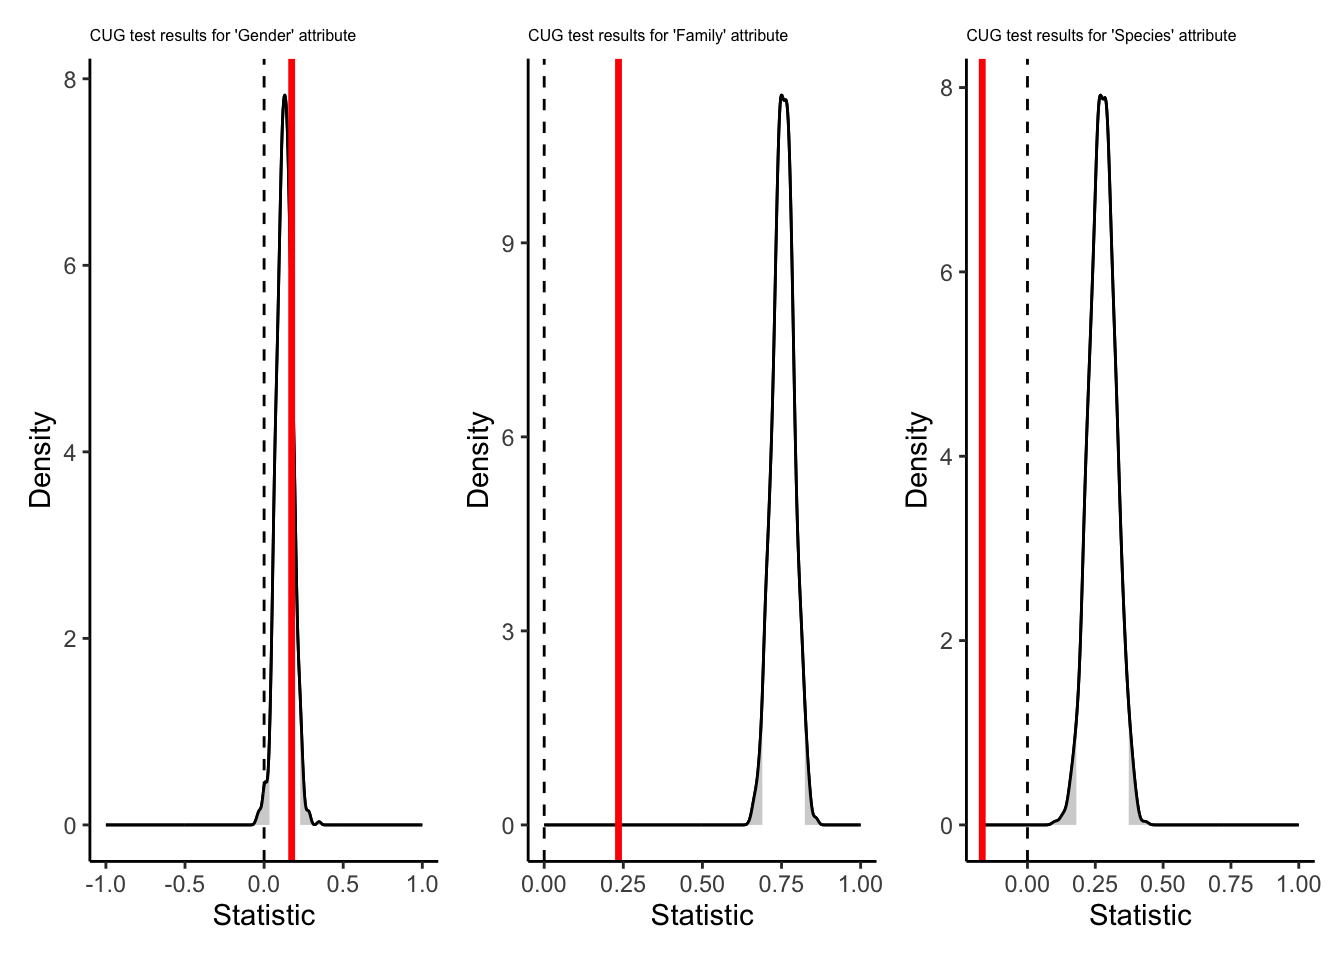 CUG test results for 'Gender' attribute
8
6
4
2
0
Density
-1.0 -0.5 0.0 0.5 1.0
Statistic
CUG test results for 'Family' attribute
9
6
3
0
Density
0.00 0.25 0.50 0.75 1.00
Statistic
CUG test results for 'Species' attribute
8
6
4
2
0
Density
0.00 0.25 0.50 0.75 1.00
Statistic